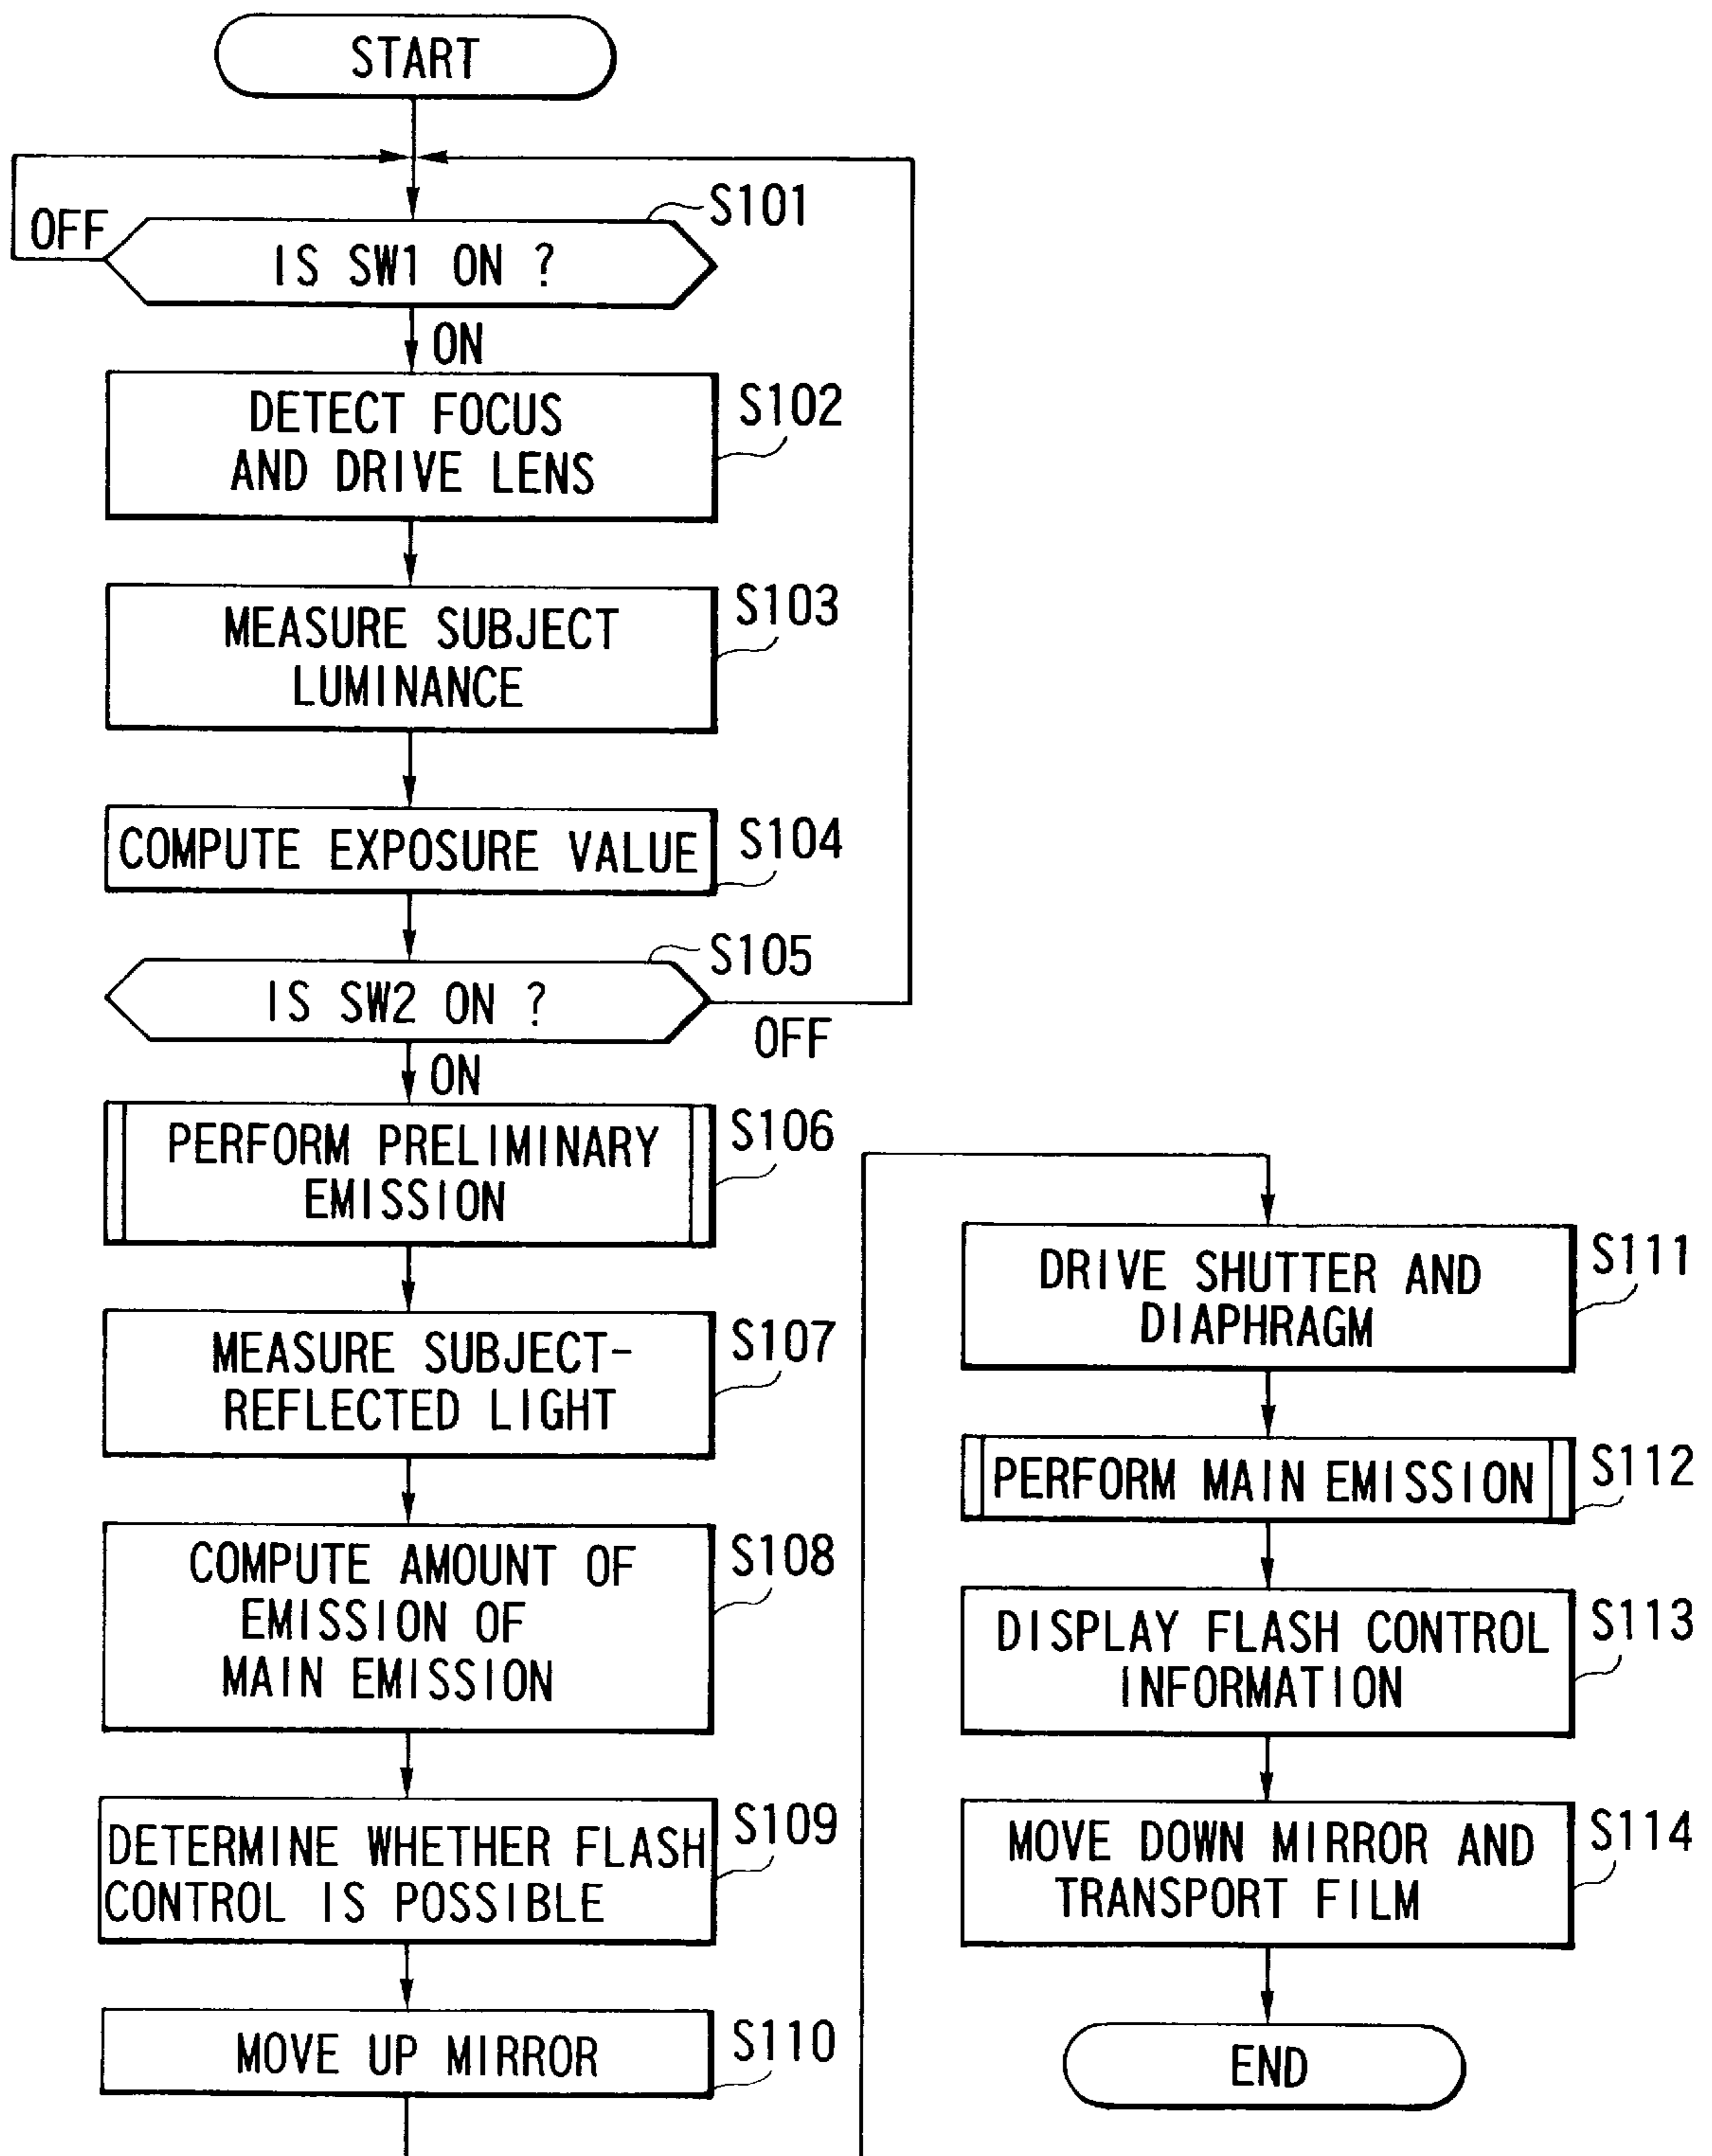 START
OFF
S101
IS SW1 ON ?
ON
DETECT FOCUS
AND DRIVE LENS
S102
MEASURE SUBJECT
LUMINANCE
S103
COMPUTE EXPOSURE VALUE
S104
S105
IS SW2 ON ?
OFF
ON
PERFORM PRELIMINARY
EMISSION
S106
MEASURE SUBJECT-
REFLECTED LIGHT
S107
COMPUTE AMOUNT OF
EMISSION OF
MAIN EMISSION
S108
DETERMINE WHETHER FLASH
CONTROL IS POSSIBLE
S109
MOVE UP MIRROR
S110
DRIVE SHUTTER AND
DIAPHRAGM
S111
PERFORM MAIN EMISSION
S112
DISPLAY FLASH CONTROL
INFORMATION
S113
MOVE DOWN MIRROR AND
TRANSPORT FILM
S114
END